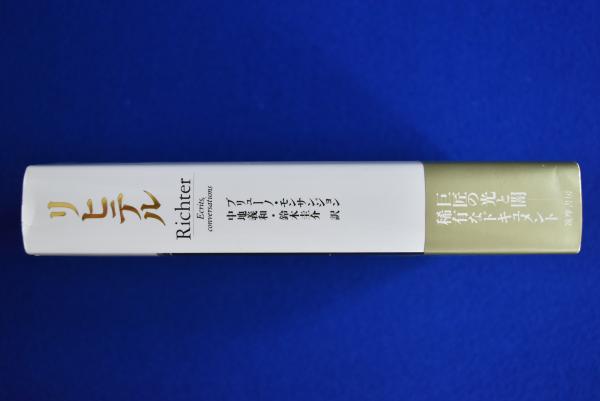 リヒテル
Richter
Écrits,
conversations
ブリューノ・モンサンジョン
中地義和・鈴木圭介 訳
巨匠の光と闇
稀有なドキュメント
筑摩書房